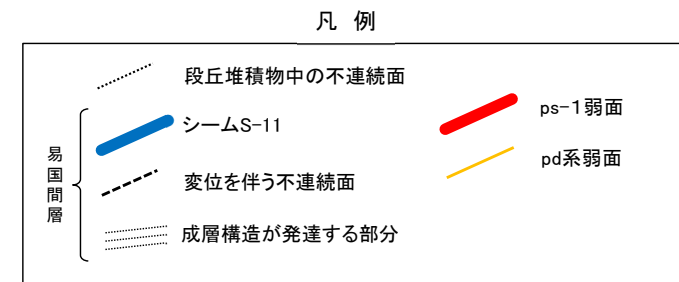 凡 例
段丘堆積物中の不連続面
シームS-11
変位を伴う不連続面
成層構造が発達する部分
易国間層
ps-1弱面
pd系弱面